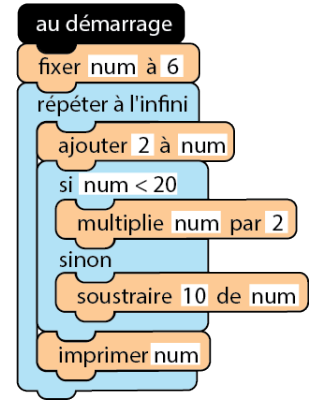 au démarrage
fixer num à 6
répéter à l'infini
ajouter 2 à num
si num < 20
multiplie num par 2
sinon
soustraire 10 de num
imprimer num